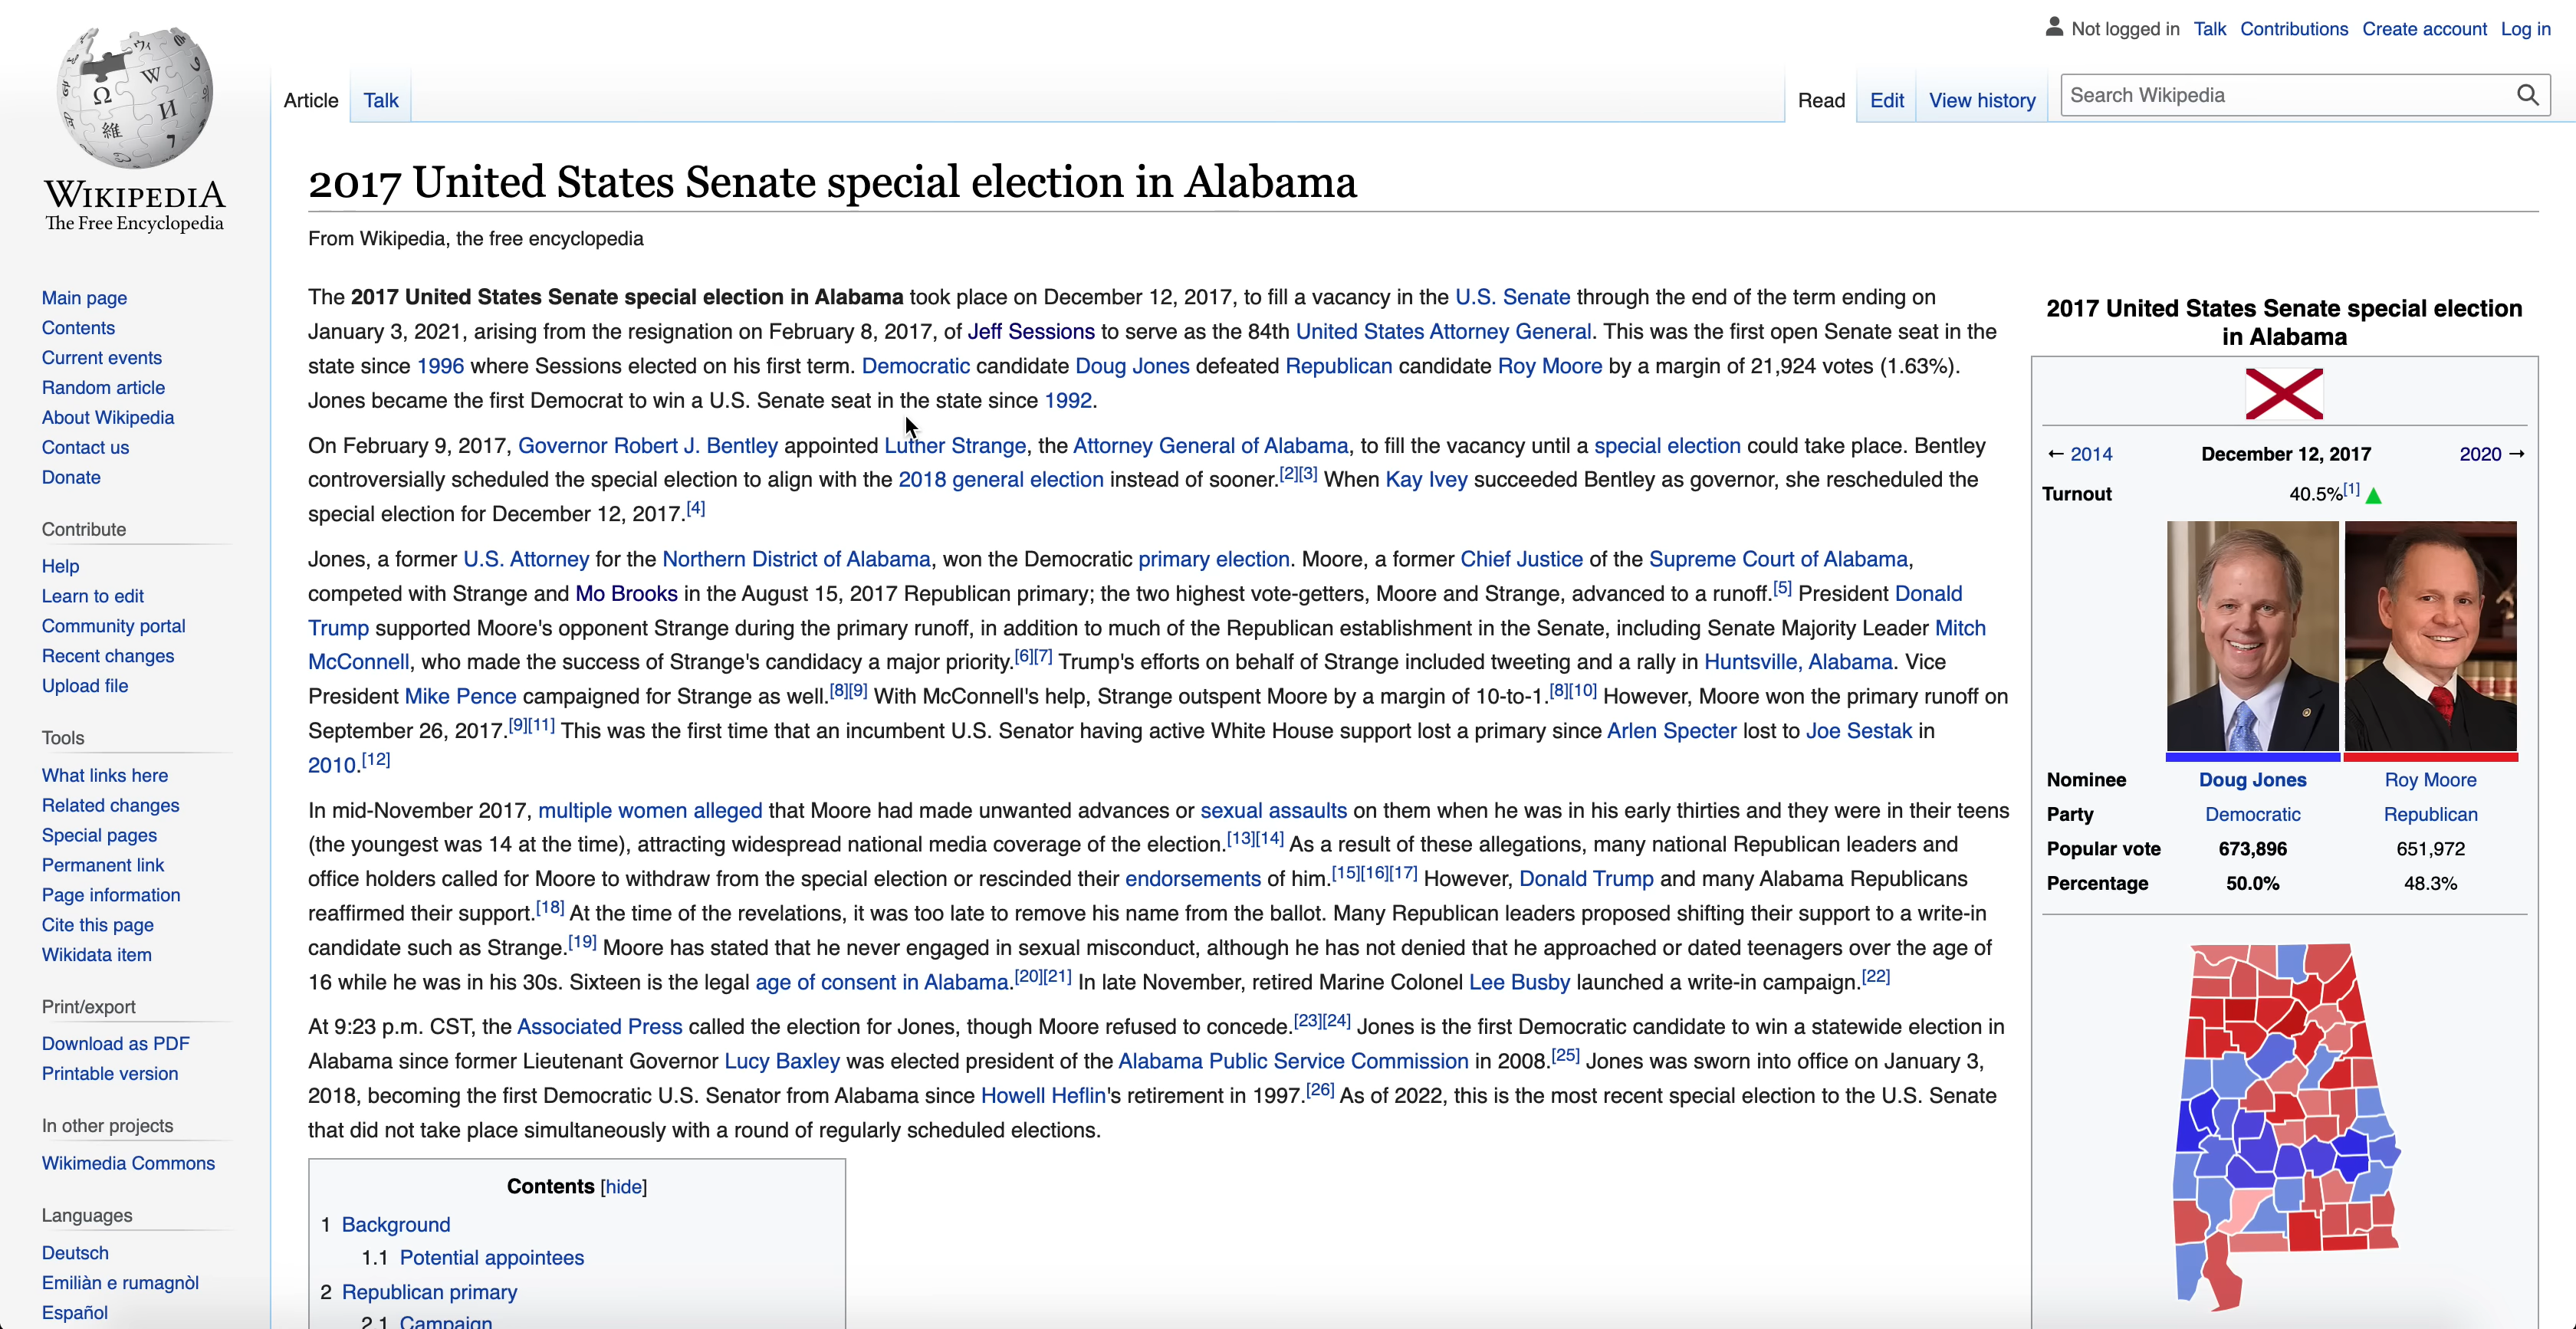 Not logged in Talk Contributions Create account Log in
Article Talk
Read Edit View history Search Wikipedia
WIKIPEDIA
The Free Encyclopedia
Main page
Contents
Current events
Random article
About Wikipedia
Contact us
Donate
Contribute
Help
Learn to edit
Community portal
Recent changes
Upload file
Tools
What links here
Related changes
Special pages
Permanent link
Page information
Cite this page
Wikidata item
Print/export
Download as PDF
Printable version
In other projects
Wikimedia Commons
Languages
Deutsch
Emiliàn e rumagnòl
Español
2017 United States Senate special election in Alabama
From Wikipedia, the free encyclopedia
The 2017 United States Senate special election in Alabama took place on December 12, 2017, to fill a vacancy in the U.S. Senate through the end of the term ending on
January 3, 2021, arising from the resignation on February 8, 2017, of Jeff Sessions to serve as the 84th United States Attorney General. This was the first open Senate seat in the
state since 1996 where Sessions elected on his first term. Democratic candidate Doug Jones defeated Republican candidate Roy Moore by a margin of 21,924 votes (1.63%).
Jones became the first Democrat to win a U.S. Senate seat in the state since 1992.
On February 9, 2017, Governor Robert J. Bentley appointed Luther Strange, the Attorney General of Alabama, to fill the vacancy until a special election could take place. Bentley
controversially scheduled the special election to align with the 2018 general election instead of sooner.[2][3] When Kay Ivey succeeded Bentley as governor, she rescheduled the
special election for December 12, 2017.[4]
Jones, a former U.S. Attorney for the Northern District of Alabama, won the Democratic primary election. Moore, a former Chief Justice of the Supreme Court of Alabama,
competed with Strange and Mo Brooks in the August 15, 2017 Republican primary; the two highest vote-getters, Moore and Strange, advanced to a runoff.[5] President Donald
Trump supported Moore's opponent Strange during the primary runoff, in addition to much of the Republican establishment in the Senate, including Senate Majority Leader Mitch
McConnell, who made the success of Strange's candidacy a major priority.[6][7] Trump's efforts on behalf of Strange included tweeting and a rally in Huntsville, Alabama. Vice
President Mike Pence campaigned for Strange as well.[8][9] With McConnell's help, Strange outspent Moore by a margin of 10-to-1.[8][10] However, Moore won the primary runoff on
September 26, 2017.[9][11] This was the first time that an incumbent U.S. Senator having active White House support lost a primary since Arlen Specter lost to Joe Sestak in
2010.[12]
In mid-November 2017, multiple women alleged that Moore had made unwanted advances or sexual assaults on them when he was in his early thirties and they were in their teens
(the youngest was 14 at the time), attracting widespread national media coverage of the election.[13][14] As a result of these allegations, many national Republican leaders and
office holders called for Moore to withdraw from the special election or rescinded their endorsements of him.[15][16][17] However, Donald Trump and many Alabama Republicans
reaffirmed their support.[18] At the time of the revelations, it was too late to remove his name from the ballot. Many Republican leaders proposed shifting their support to a write-in
candidate such as Strange.[19] Moore has stated that he never engaged in sexual misconduct, although he has not denied that he approached or dated teenagers over the age of
16 while he was in his 30s. Sixteen is the legal age of consent in Alabama.[20][21] In late November, retired Marine Colonel Lee Busby launched a write-in campaign.[22]
At 9:23 p.m. CST, the Associated Press called the election for Jones, though Moore refused to concede.[23][24] Jones is the first Democratic candidate to win a statewide election in
Alabama since former Lieutenant Governor Lucy Baxley was elected president of the Alabama Public Service Commission in 2008.[25] Jones was sworn into office on January 3,
2018, becoming the first Democratic U.S. Senator from Alabama since Howell Heflin's retirement in 1997.[26] As of 2022, this is the most recent special election to the U.S. Senate
that did not take place simultaneously with a round of regularly scheduled elections.
Contents [hide]
1 Background
1.1 Potential appointees
2 Republican primary
2.1 Campaign
2017 United States Senate special election
in Alabama
← 2014 December 12, 2017 2020 →
Turnout 40.5%[1] ▲
Nominee Doug Jones Roy Moore
Party Democratic Republican
Popular vote 673,896 651,972
Percentage 50.0% 48.3%